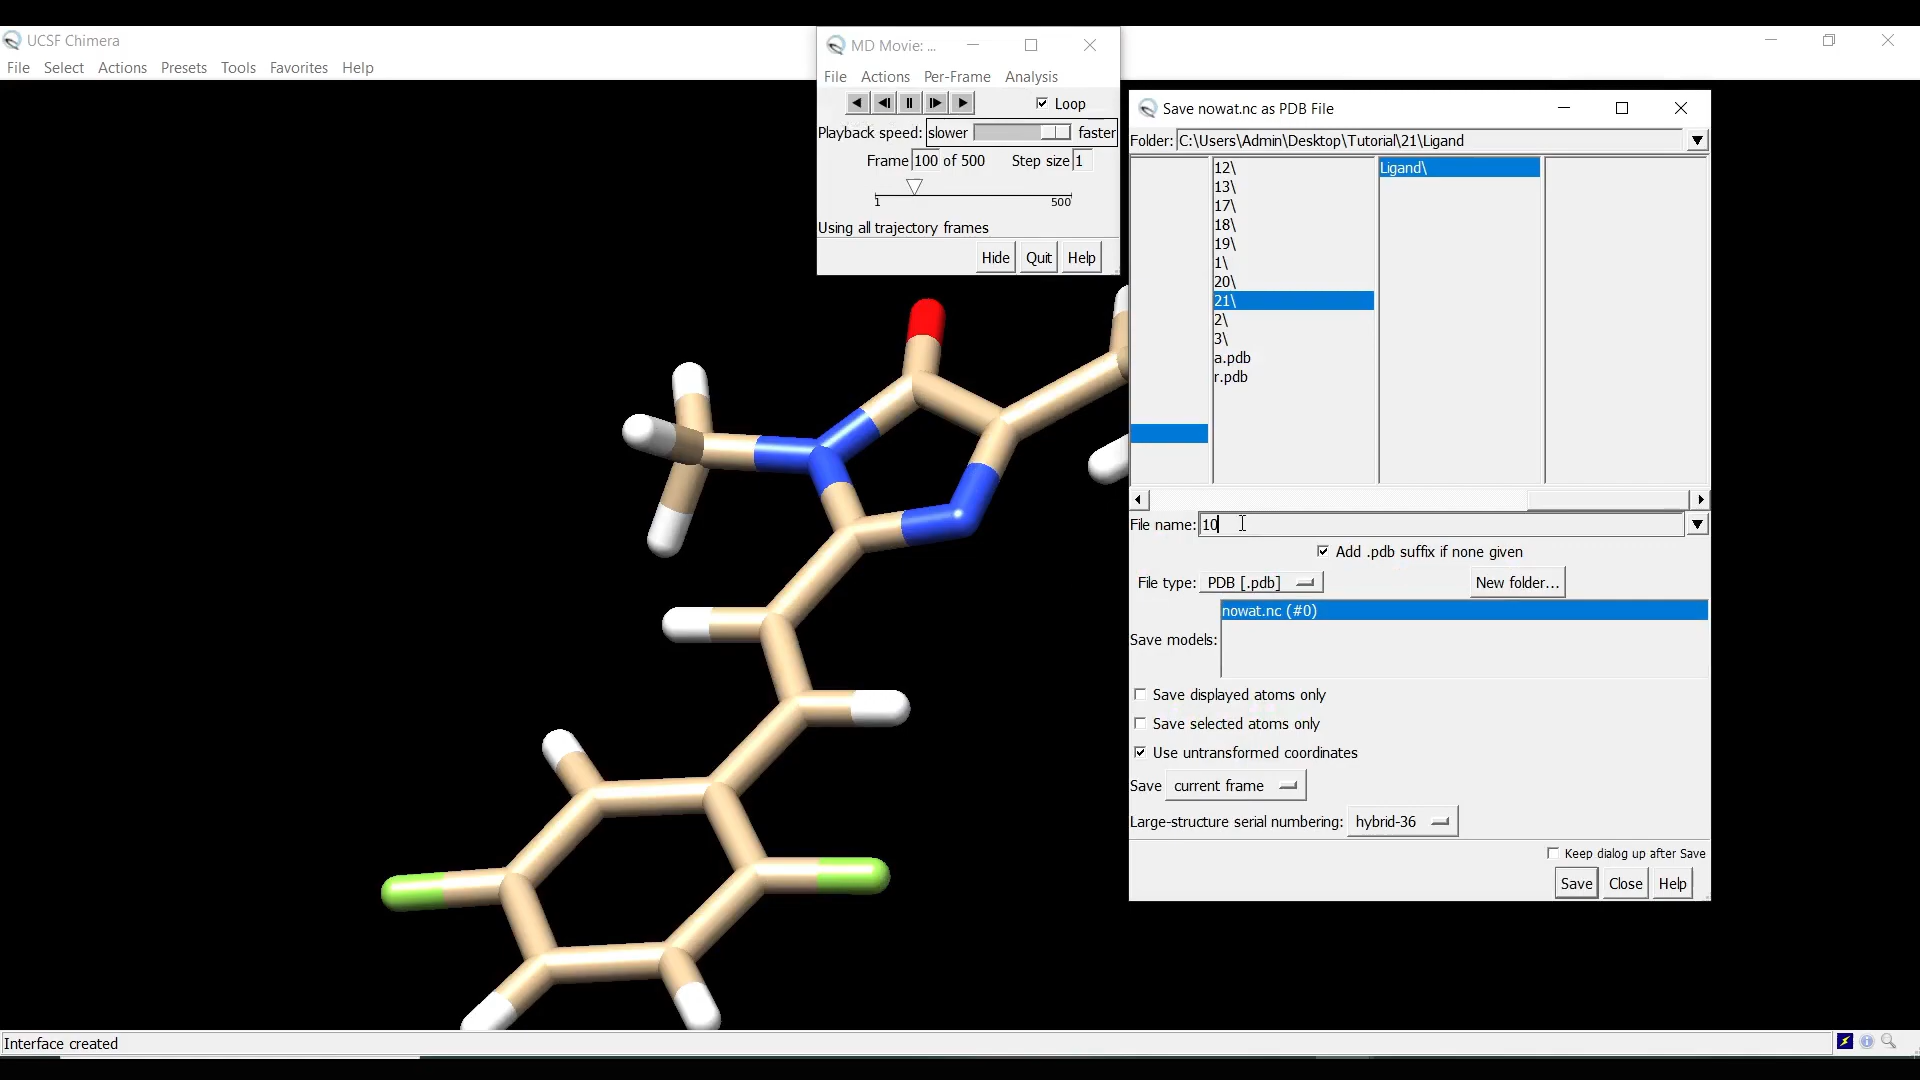 UCSF Chimera
File Select Actions Presets Tools Favorites Help
MD Movie: ...
File Actions Per-Frame Analysis
Loop
Playback speed: slower faster
Frame 100 of 500 Step size 1
1 500
Using all trajectory frames
Hide Quit Help
Save nowat.nc as PDB File
Folder: C:\Users\Admin\Desktop\Tutorial\21\Ligand
12\
13\
17\
18\
19\
1\
20\
21\
2\
3\
a.pdb
r.pdb
Ligand\
File name: 10
Add .pdb suffix if none given
File type: PDB [.pdb] New folder...
Save models: nowat.nc (#0)
Save displayed atoms only
Save selected atoms only
Use untransformed coordinates
Save current frame
Large-structure serial numbering: hybrid-36
Keep dialog up after Save
Save Close Help
Interface created